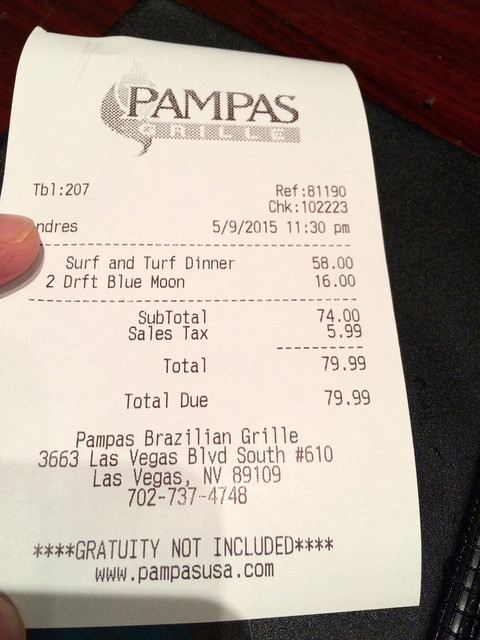 PAMPAS
GRILLE
Tbl:207 Ref:81190
Chk:102223
ndres 5/9/2015 11:30 pm
Surf and Turf Dinner 58.00
2 Drft Blue Moon 16.00
SubTotal 74.00
Sales Tax 5.99
Total 79.99
Total Due 79.99
Pampas Brazilian Grille
3663 Las Vegas Blvd South #610
Las Vegas, NV 89109
702-737-4748
****GRATUITY NOT INCLUDED****
www.pampasusa.com